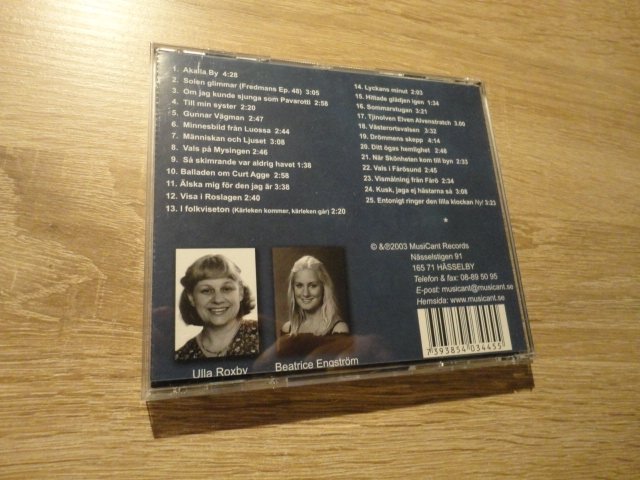 1. Akalla By 4:28
2. Solen glimmar (Fredmans Ep. 48) 3:05
3. Om jag kunde sjunga som Pavarotti 2:58
4. Till min syster 2:20
5. Gunnar Vägman 2:47
6. Minnesbild från Luossa 2:44
7. Människan och Ljuset 3:08
8. Vals på Mysingen 2:46
9. Så skimrande var aldrig havet 1:38
10. Balladen om Curt Agge 2:58
11. Älska mig för den jag är 3:38
12. Visa i Roslagen 2:40
13. I folkviseton (Kärleken kommer, kärleken går) 2:20
14. Lyckans minut 2:03
15. Hittade glädjen igen 1:34
16. Sommarstugan 3:21
17. Tjinolven Elven Alvenstratch 3.00
18. Västerortsvalsen 3:32
19. Drömmens skepp 4:14
20. Ditt ögas hemlighet 2:48
21. När Skönheten kom till byn 2:33
22. Vals i Fårösund 2:51
23. Vismålning från Fårö 2:34
24. Kusk, jaga ej hästarna så 3:08
25. Entonigt ringer den lilla klockan Ny! 3:23
*
© &℗2003 MusiCant Records
Nässelstigen 91
165 71 HÄSSELBY
Telefon & fax: 08-89 50 95
E-post: musicant@musicant.se
Hemsida: www.musicant.se
7393854034455
Ulla Roxby
Beatrice Engström